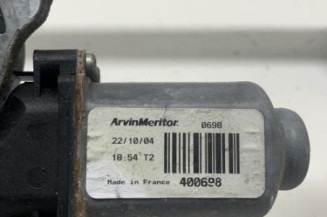 ArvinMeritor. 0698
22/10/04
18:54 T2
Made in France 400698